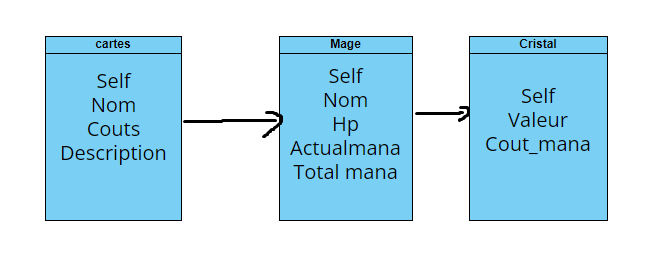 cartes
Self
Nom
Couts
Description
Mage
Self
Nom
Hp
Actualmana
Total mana
Cristal
Self
Valeur
Cout_mana